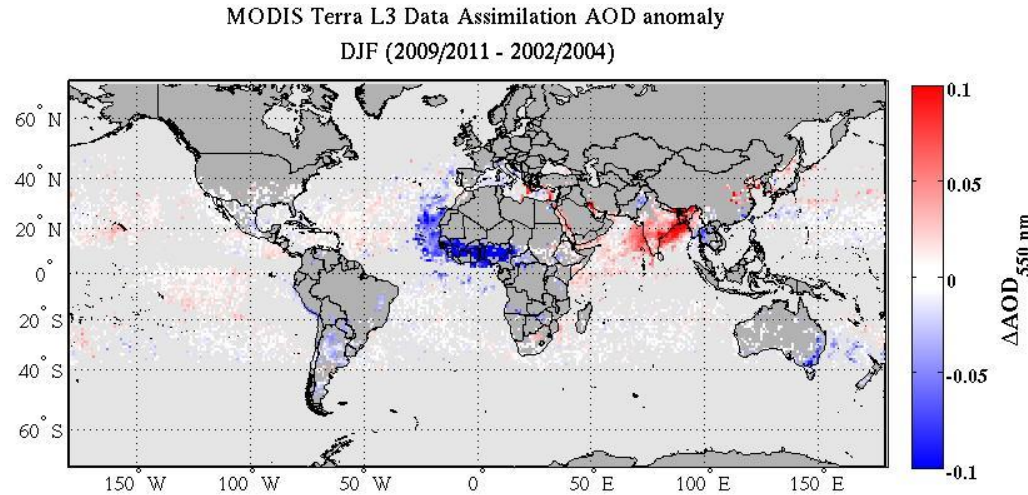 MODIS Terra L3 Data Assimilation AOD anomaly
DJF (2009/2011 - 2002/2004)
60° N
40° N
20° N
0°
20° S
40° S
60° S
150° W
100° W
50° W
0°
50° E
100° E
150° E
0.1
0.05
0
-0.05
-0.1
ΔAOD550 nm